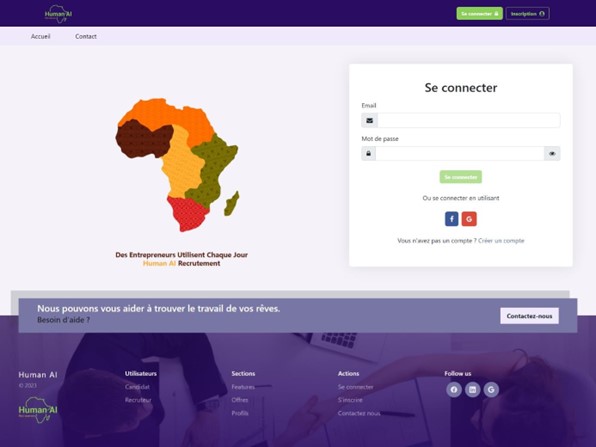 Human AI
Se connecter
Inscription
Accueil
Contact
Se connecter
Email
Mot de passe
Se connecter
Ou se connecter en utilisant
Vous n'avez pas un compte ? Créer un compte
Des Entrepreneurs Utilisent Chaque Jour
Human AI Recrutement
Nous pouvons vous aider à trouver le travail de vos rêves.
Besoin d'aide ?
Contactez-nous
Human AI
© 2023
Human AI
Utilisateurs
Candidat
Recruteur
Sections
Features
Offres
Profils
Actions
Se connecter
S'inscrire
Contactez nous
Follow us